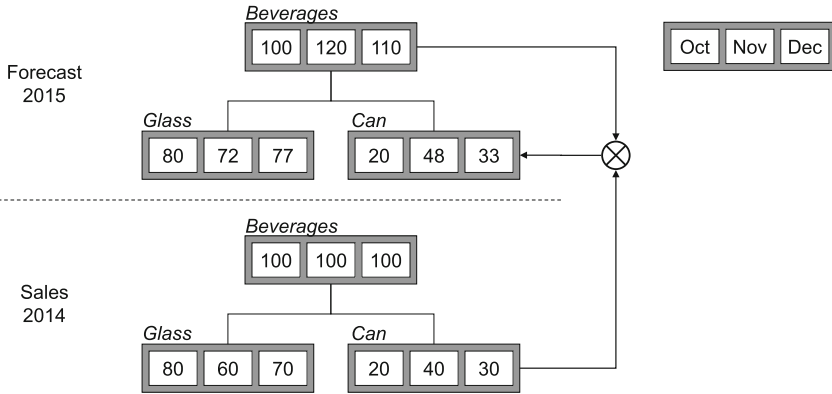 Beverages
100 120 110
Oct Nov Dec
Forecast
2015
Glass
80 72 77
Can
20 48 33
Beverages
100 100 100
Sales
2014
Glass
80 60 70
Can
20 40 30